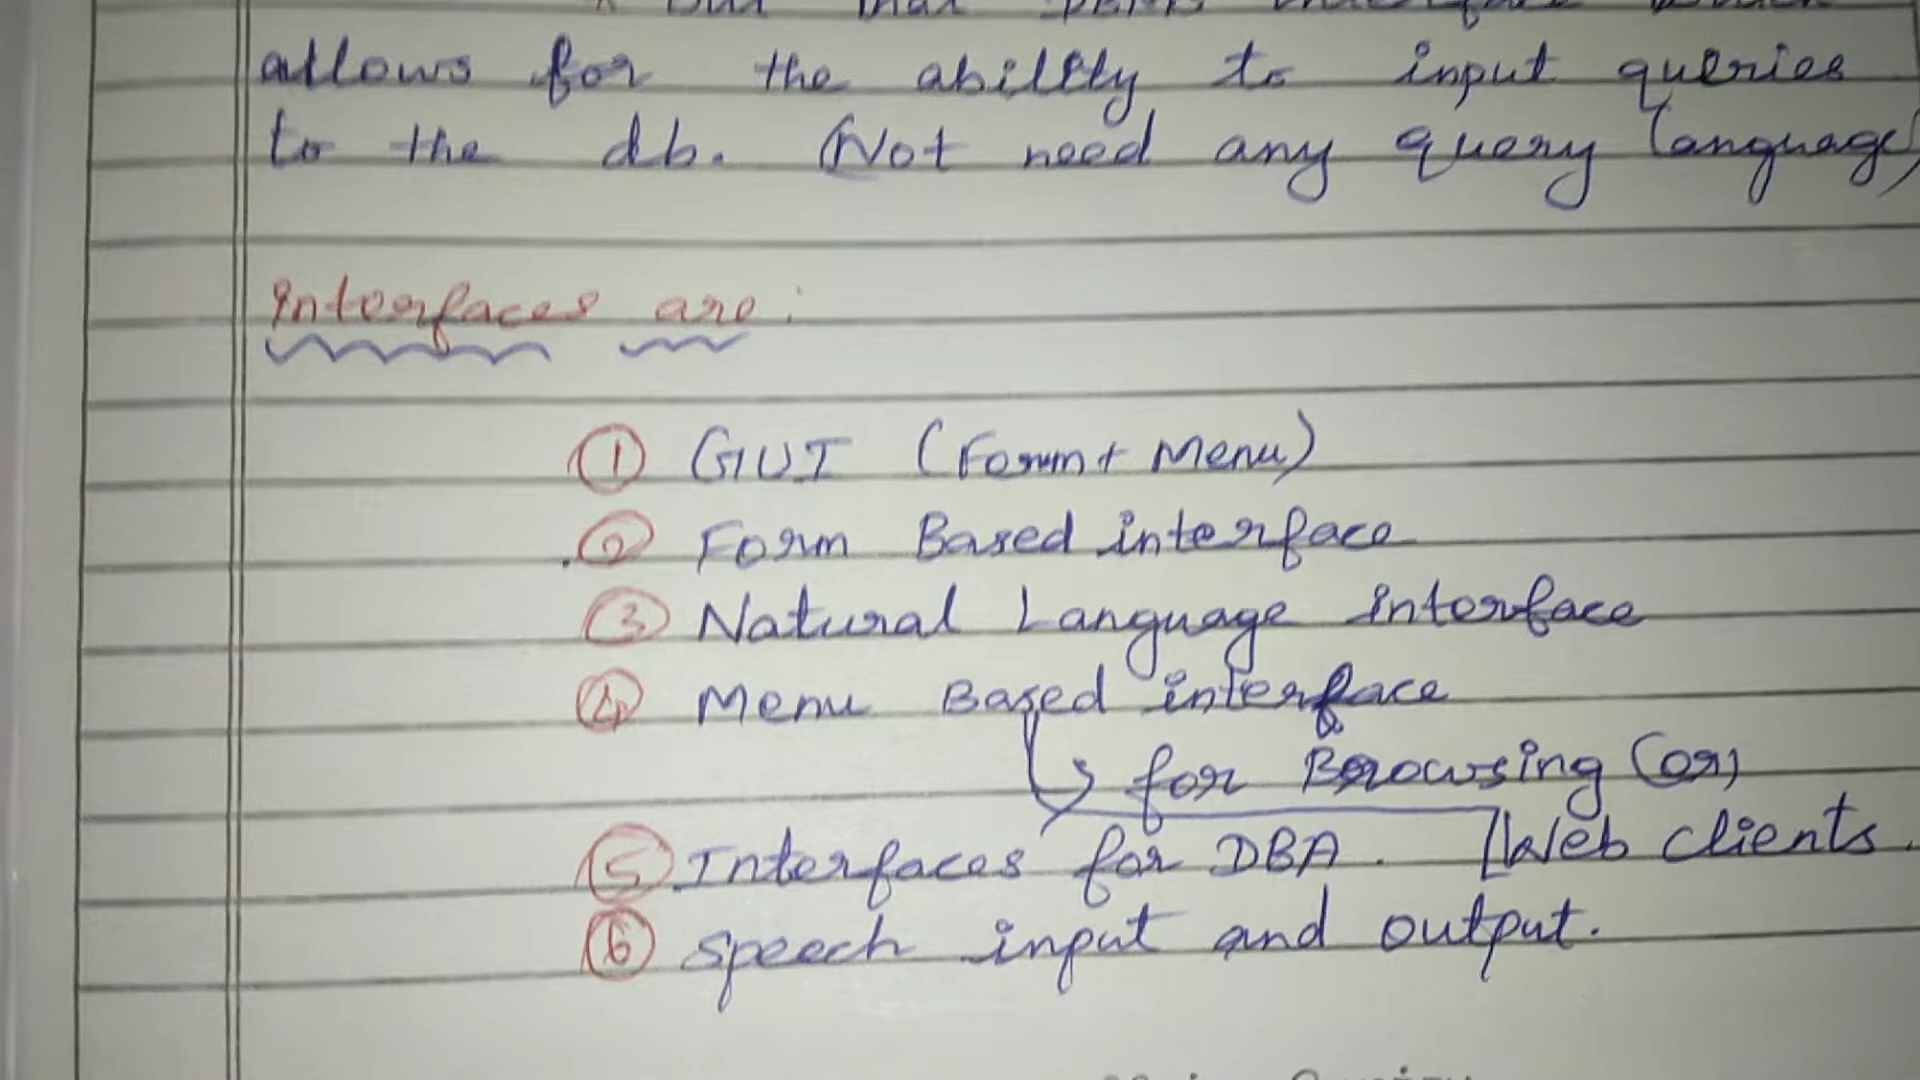 allows for the ability to input queries
to the db. (Not need any query language)
Interfaces are:
① GUI (Form + Menu)
② Form Based interface
③ Natural Language Interface
④ Menu Based interface
for Browsing (or)
⑤ Interfaces for DBA. [Web clients.
⑥ speech input and output.